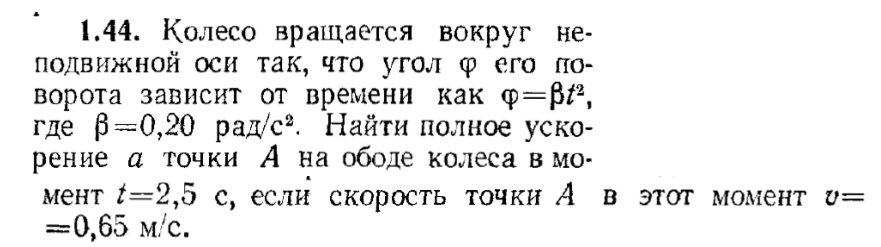 1.44. Колесо вращается вокруг не-
подвижной оси так, что угол φ его по-
ворота зависит от времени как φ=βt²,
где β=0,20 рад/с². Найти полное уско-
рение a точки A на ободе колеса в мо-
мент t=2,5 с, если скорость точки A в этот момент v=
=0,65 м/с.